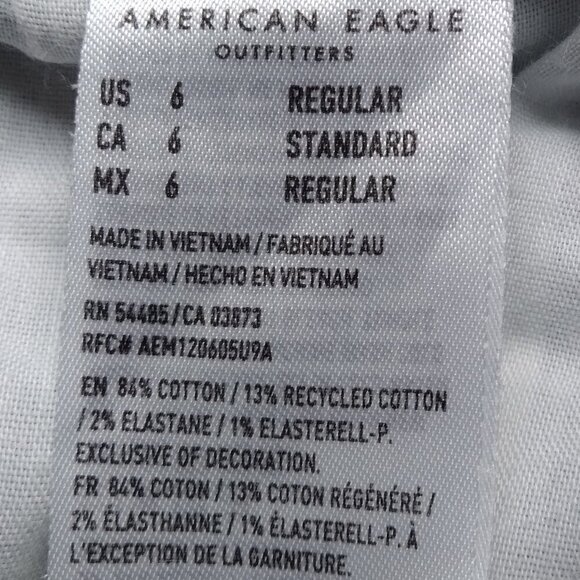 AMERICAN EAGLE
OUTFITTERS
US 6 REGULAR
CA 6 STANDARD
MX 6 REGULAR
MADE IN VIETNAM / FABRIQUÉ AU
VIETNAM / HECHO EN VIETNAM
RN 54485/CA 03873
RFC# AEM120605U9A
EN 84% COTTON / 13% RECYCLED COTTON
/ 2% ELASTANE / 1% ELASTERELL-P.
EXCLUSIVE OF DECORATION.
FR 84% COTON / 13% COTON RÉGÉNÉRÉ /
2% ÉLASTHANNE / 1% ÉLASTERELL-P. À
L'EXCEPTION DE LA GARNITURE.